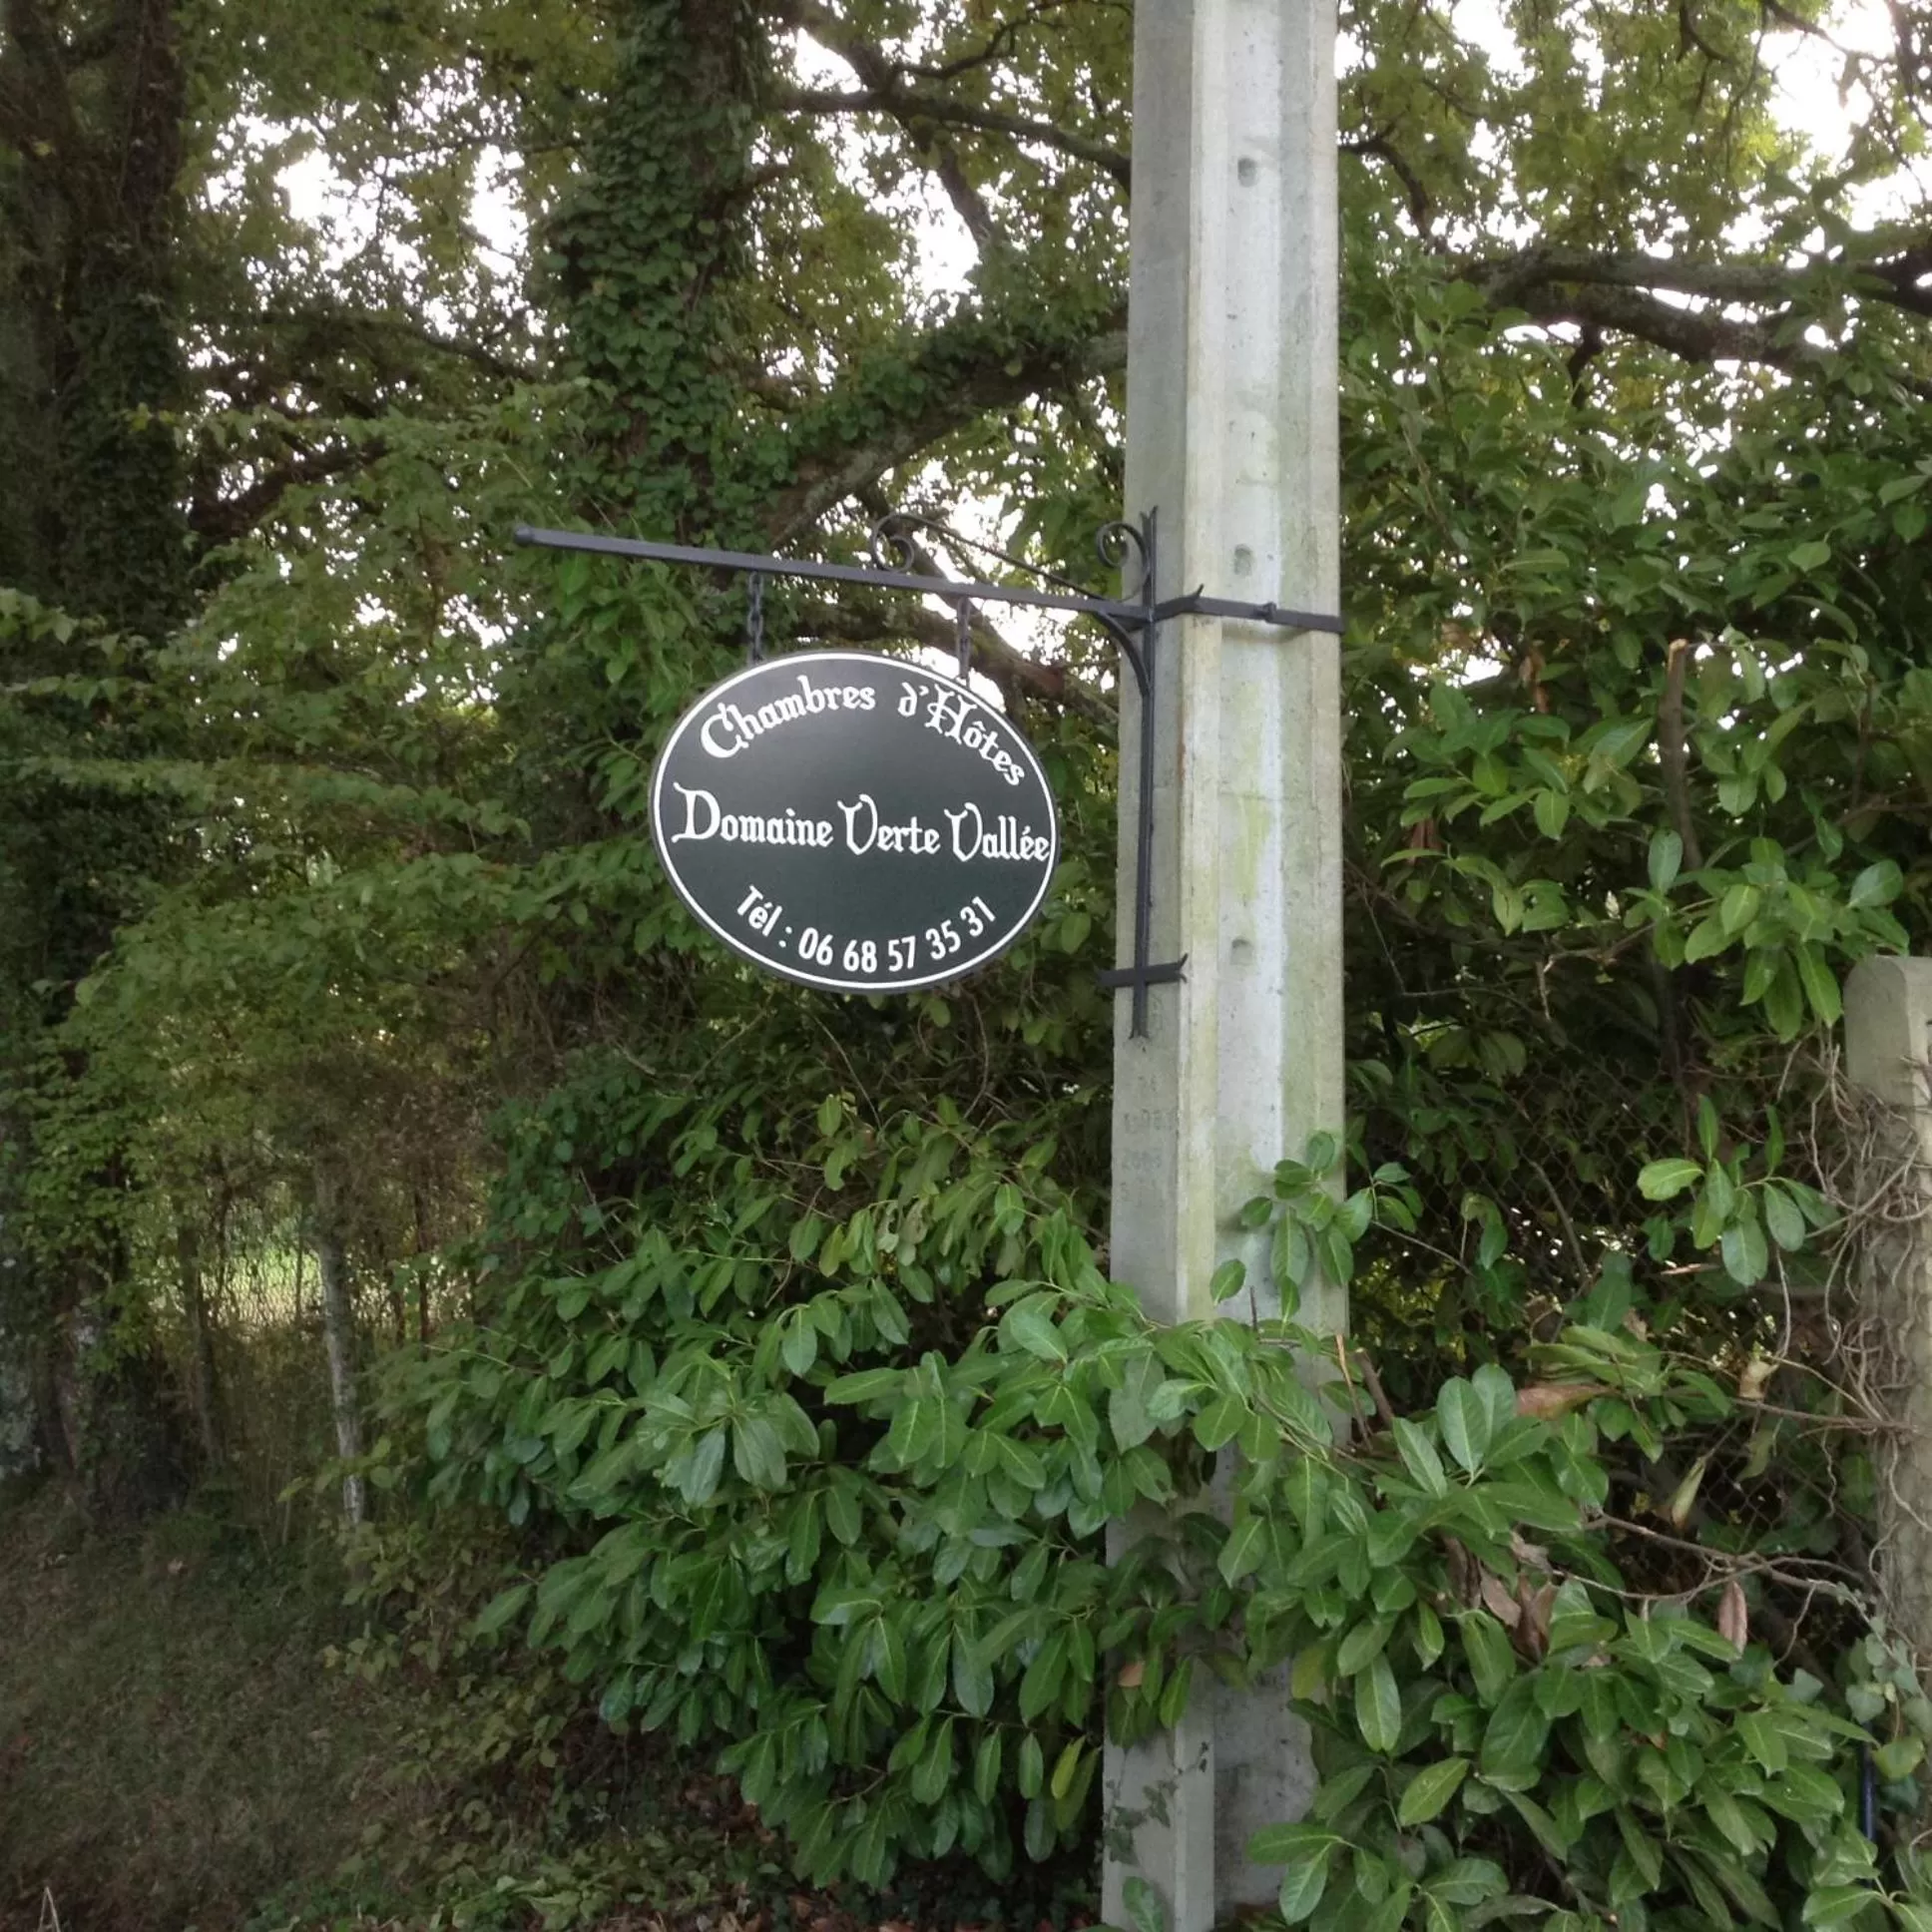 Chambres d'Hôtes
Domaine Verte Vallée
Tél : 06 68 57 35 31